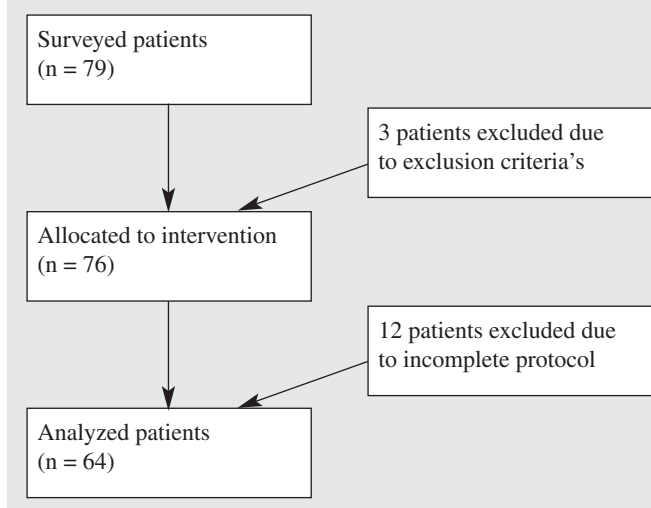 Surveyed patients
(n = 79)
3 patients excluded due
to exclusion criteria's
Allocated to intervention
(n = 76)
12 patients excluded due
to incomplete protocol
Analyzed patients
(n = 64)